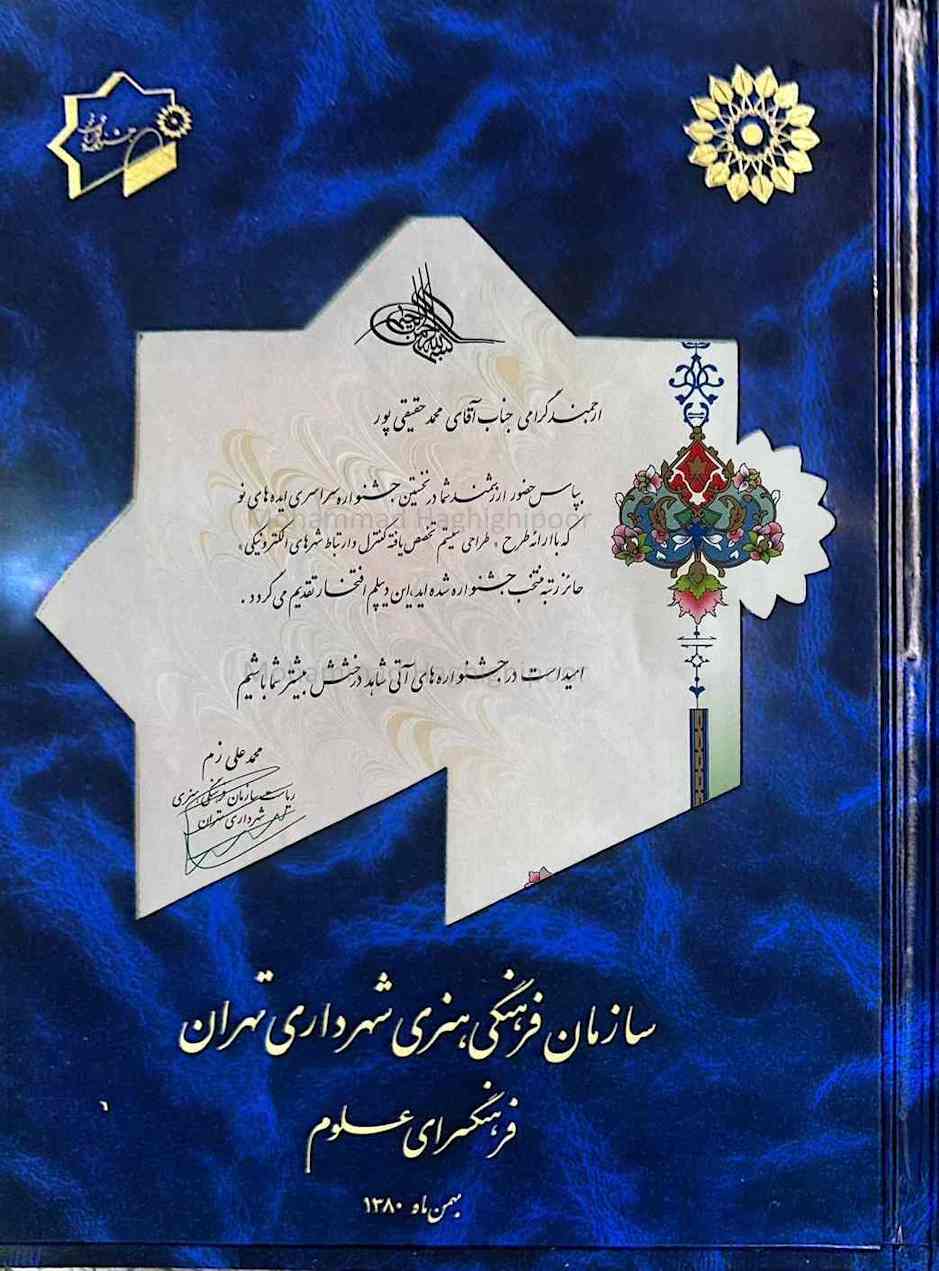 بسم الله الرحمن الرحیم
ارجمند گرامی جناب آقای محمد حقیقی پور
بپاس حضور ارزشمند شما در نخستین جشنواره سراسری ایده های نو
Mohammad Haghighipoor
که با ارائه طرح « طراحی سیستم تخصص یافته کنترل و ارتباط شهرهای الکترونیکی »
حائز رتبه منتخب جشنواره شده اید، این دیپلم افتخار تقدیم می گردد .
Mohammad Haghighipoor
امید است در جشنواره های آتی شاهد درخشش بیشتر شما باشیم
محمد علی زم
ریاست سازمان فرهنگی هنری
شهرداری تهران
سازمان فرهنگی هنری شهرداری تهران
فرهنگسرای علوم
بهمن ماه ۱۳۸۰